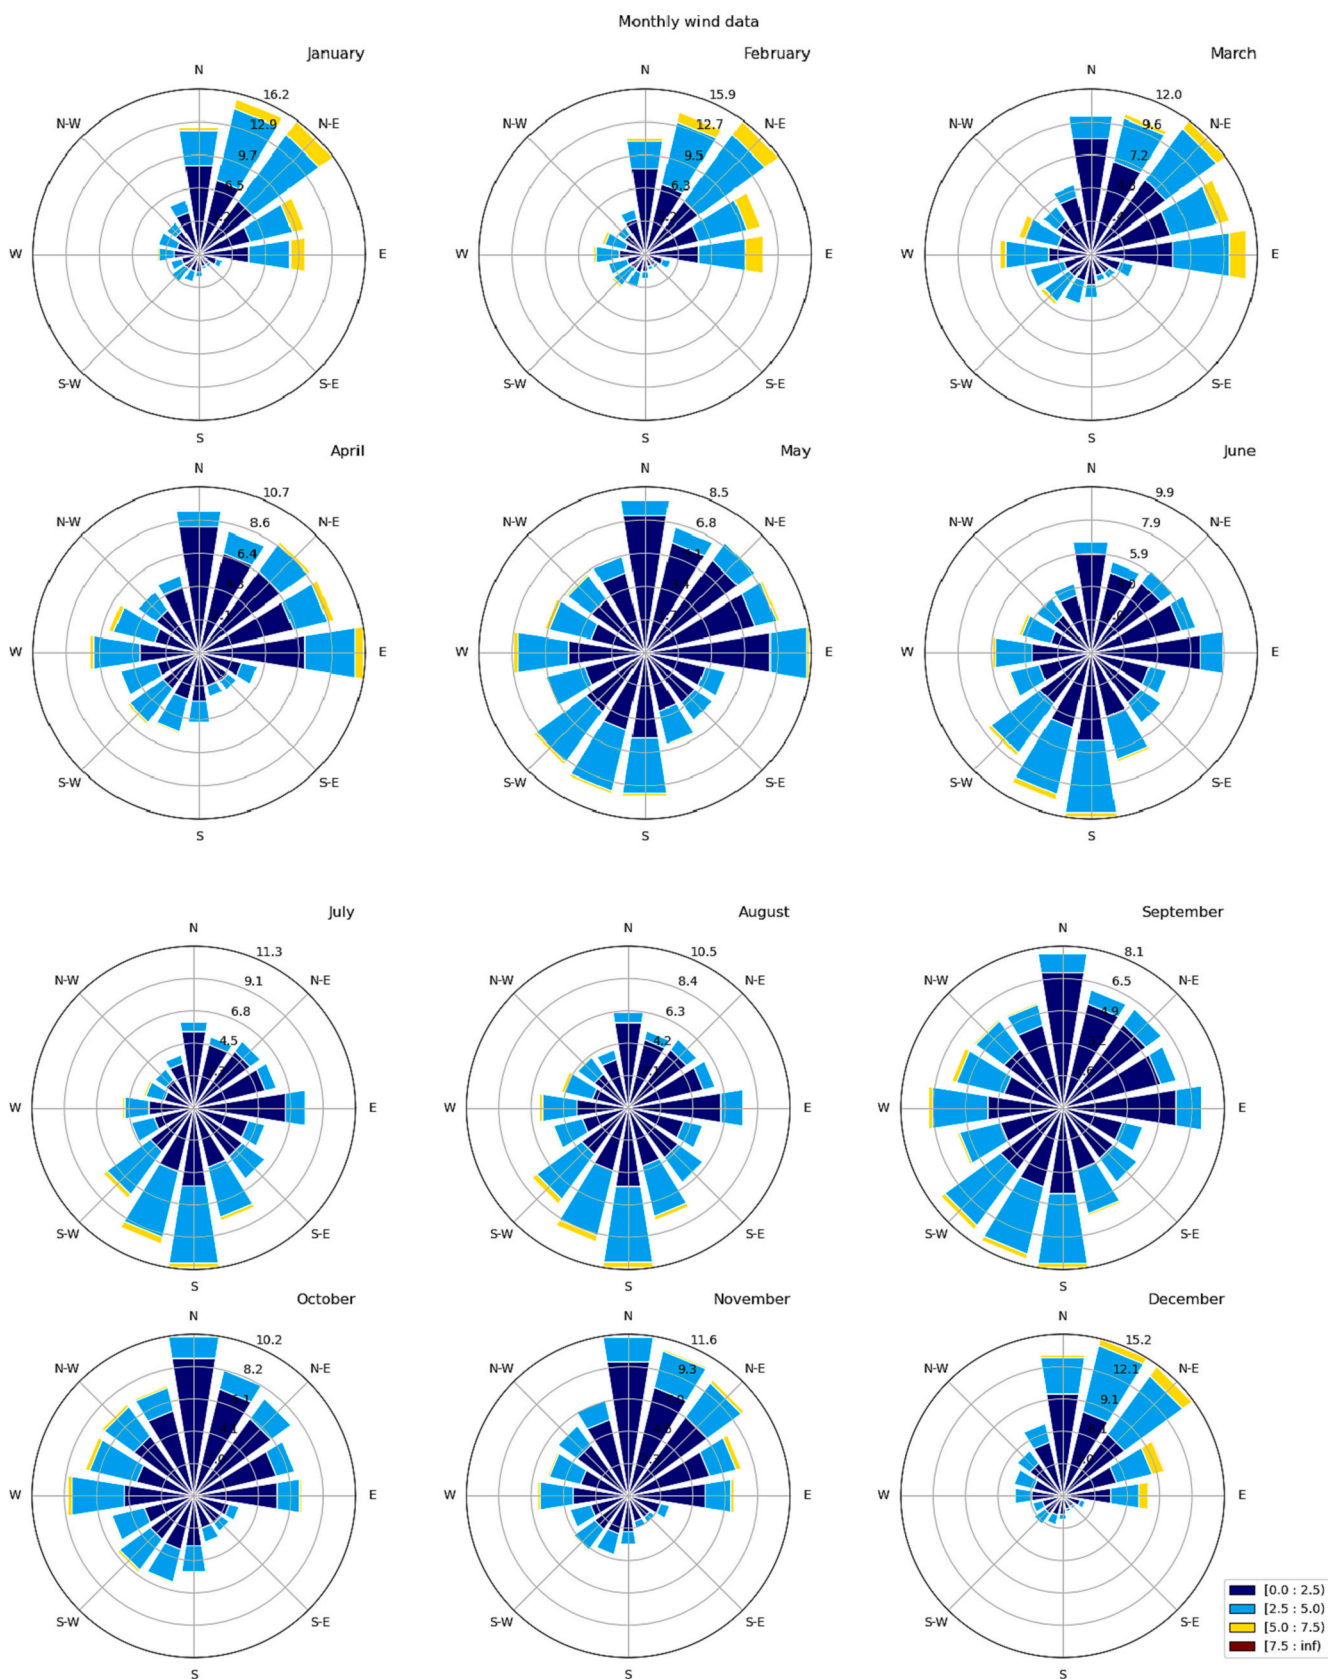 Monthly wind data
January
N
16.2
12.9
9.7
6.5
N-W
N-E
W
E
S-W
S-E
S
February
N
15.9
12.7
9.5
6.3
N-W
N-E
W
E
S-W
S-E
S
March
N
12.0
9.6
7.2
N-W
N-E
W
E
S-W
S-E
S
April
N
10.7
8.6
6.4
N-W
N-E
W
E
S-W
S-E
S
May
N
8.5
6.8
N-W
N-E
W
E
S-W
S-E
S
June
N
9.9
7.9
5.9
N-W
N-E
W
E
S-W
S-E
S
July
N
11.3
9.1
6.8
4.5
N-W
N-E
W
E
S-W
S-E
S
August
N
10.5
8.4
6.3
4.2
N-W
N-E
W
E
S-W
S-E
S
September
N
8.1
6.5
4.9
N-W
N-E
W
E
S-W
S-E
S
October
N
10.2
8.2
N-W
N-E
W
E
S-W
S-E
S
November
N
11.6
9.3
N-W
N-E
W
E
S-W
S-E
S
December
N
15.2
12.1
9.1
N-W
N-E
W
E
S-W
S-E
S
[0.0 : 2.5)
[2.5 : 5.0)
[5.0 : 7.5)
[7.5 : inf)